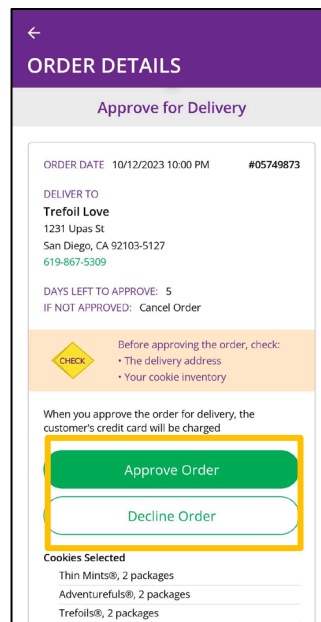 ORDER DETAILS
Approve for Delivery
ORDER DATE 10/12/2023 10:00 PM #05749873
DELIVER TO
Trefoil Love
1231 Upas St
San Diego, CA 92103-5127
619-867-5309
DAYS LEFT TO APPROVE: 5
IF NOT APPROVED: Cancel Order
CHECK
Before approving the order, check:
• The delivery address
• Your cookie inventory
When you approve the order for delivery, the
customer's credit card will be charged
Approve Order
Decline Order
Cookies Selected
Thin Mints®, 2 packages
Adventurefuls®, 2 packages
Trefoils®, 2 packages